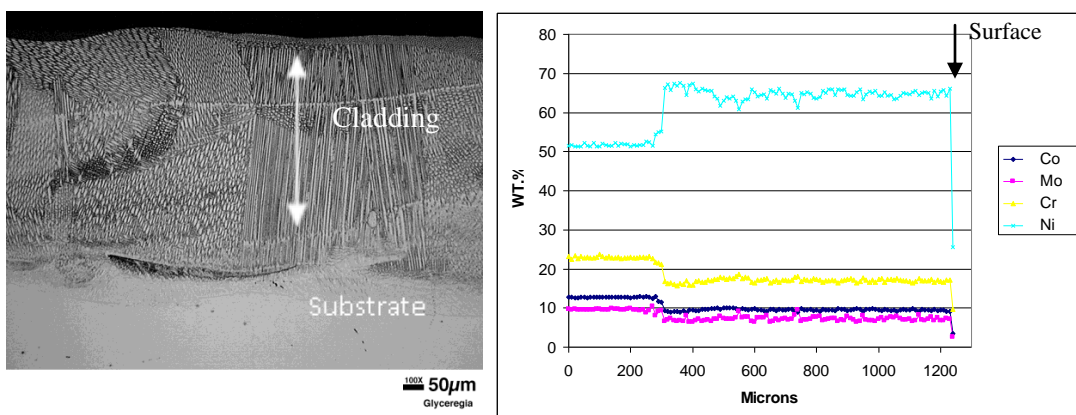 Cladding
Substrate
100X 50µm
Glyceregia
Surface
80
70
60
50
40
30
20
10
0
WT.%
0 200 400 600 800 1000 1200
Microns
Co
Mo
Cr
Ni